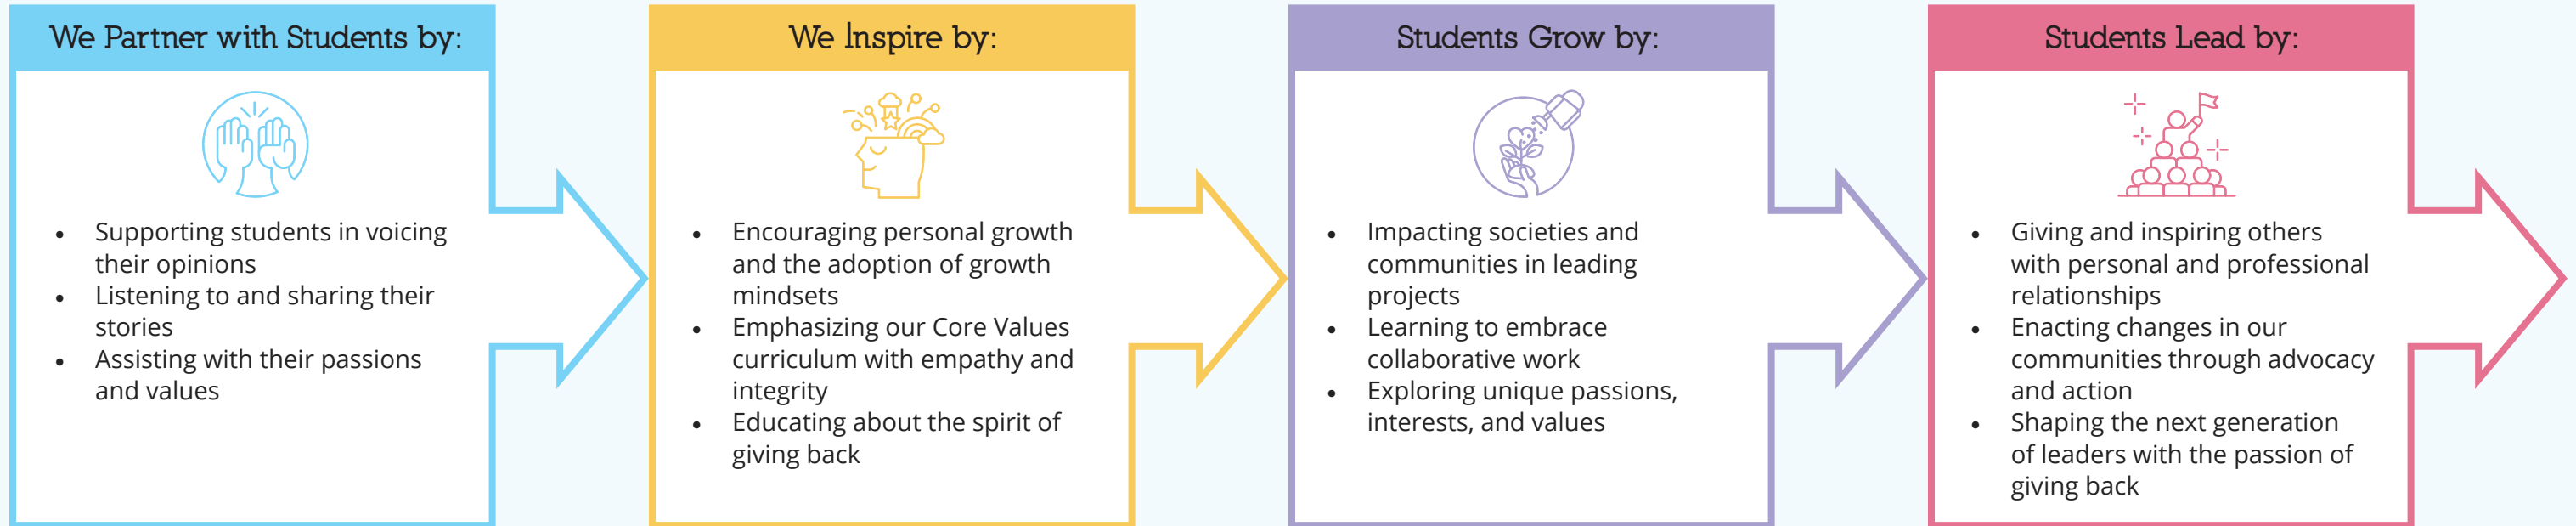 We Partner with Students by:
• Supporting students in voicing
their opinions
• Listening to and sharing their
stories
• Assisting with their passions
and values
We İnspire by:
• Encouraging personal growth
and the adoption of growth
mindsets
• Emphasizing our Core Values
curriculum with empathy and
integrity
• Educating about the spirit of
giving back
Students Grow by:
• Impacting societies and
communities in leading
projects
• Learning to embrace
collaborative work
• Exploring unique passions,
interests, and values
Students Lead by:
• Giving and inspiring others
with personal and professional
relationships
• Enacting changes in our
communities through advocacy
and action
• Shaping the next generation
of leaders with the passion of
giving back